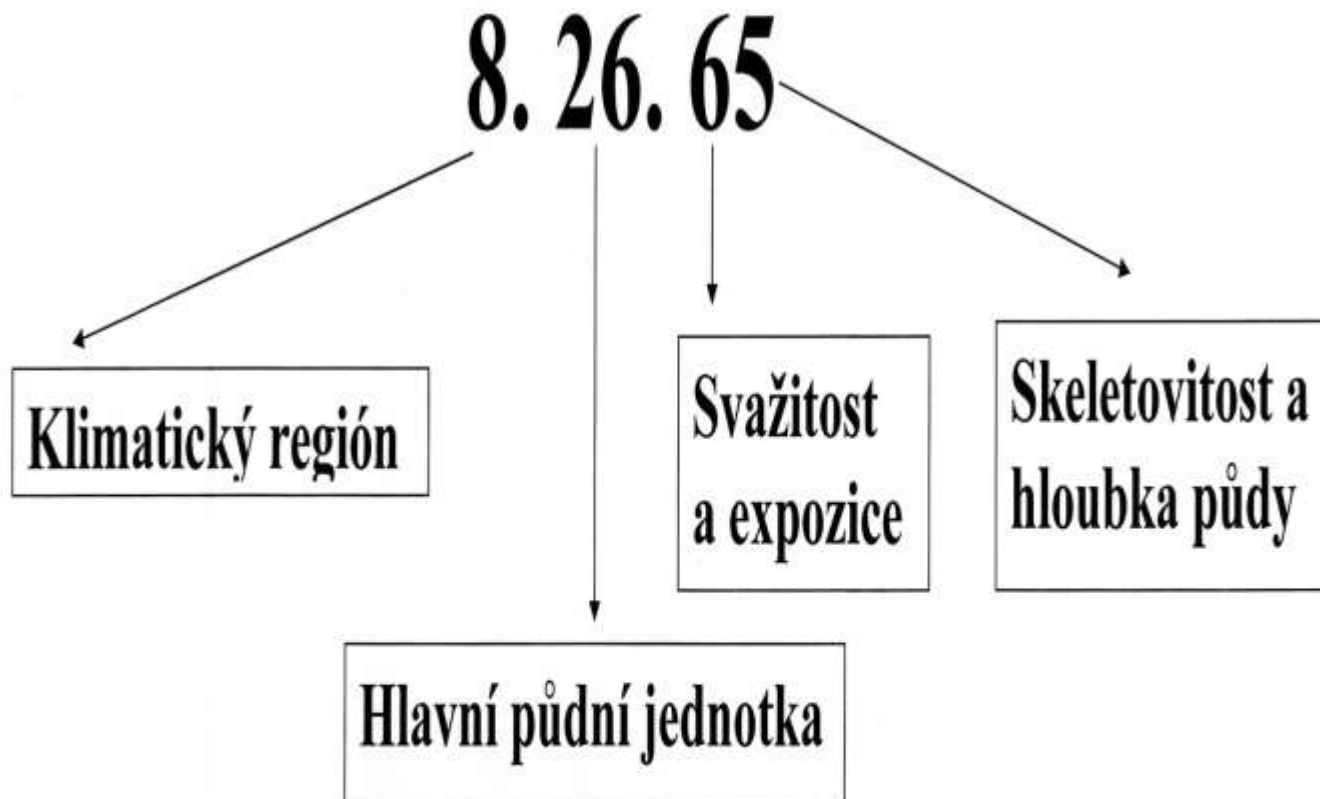 8. 26. 65
Klimatický región
Svažitost
a expozice
Skeletovitost a
hloubka půdy
Hlavní půdní jednotka